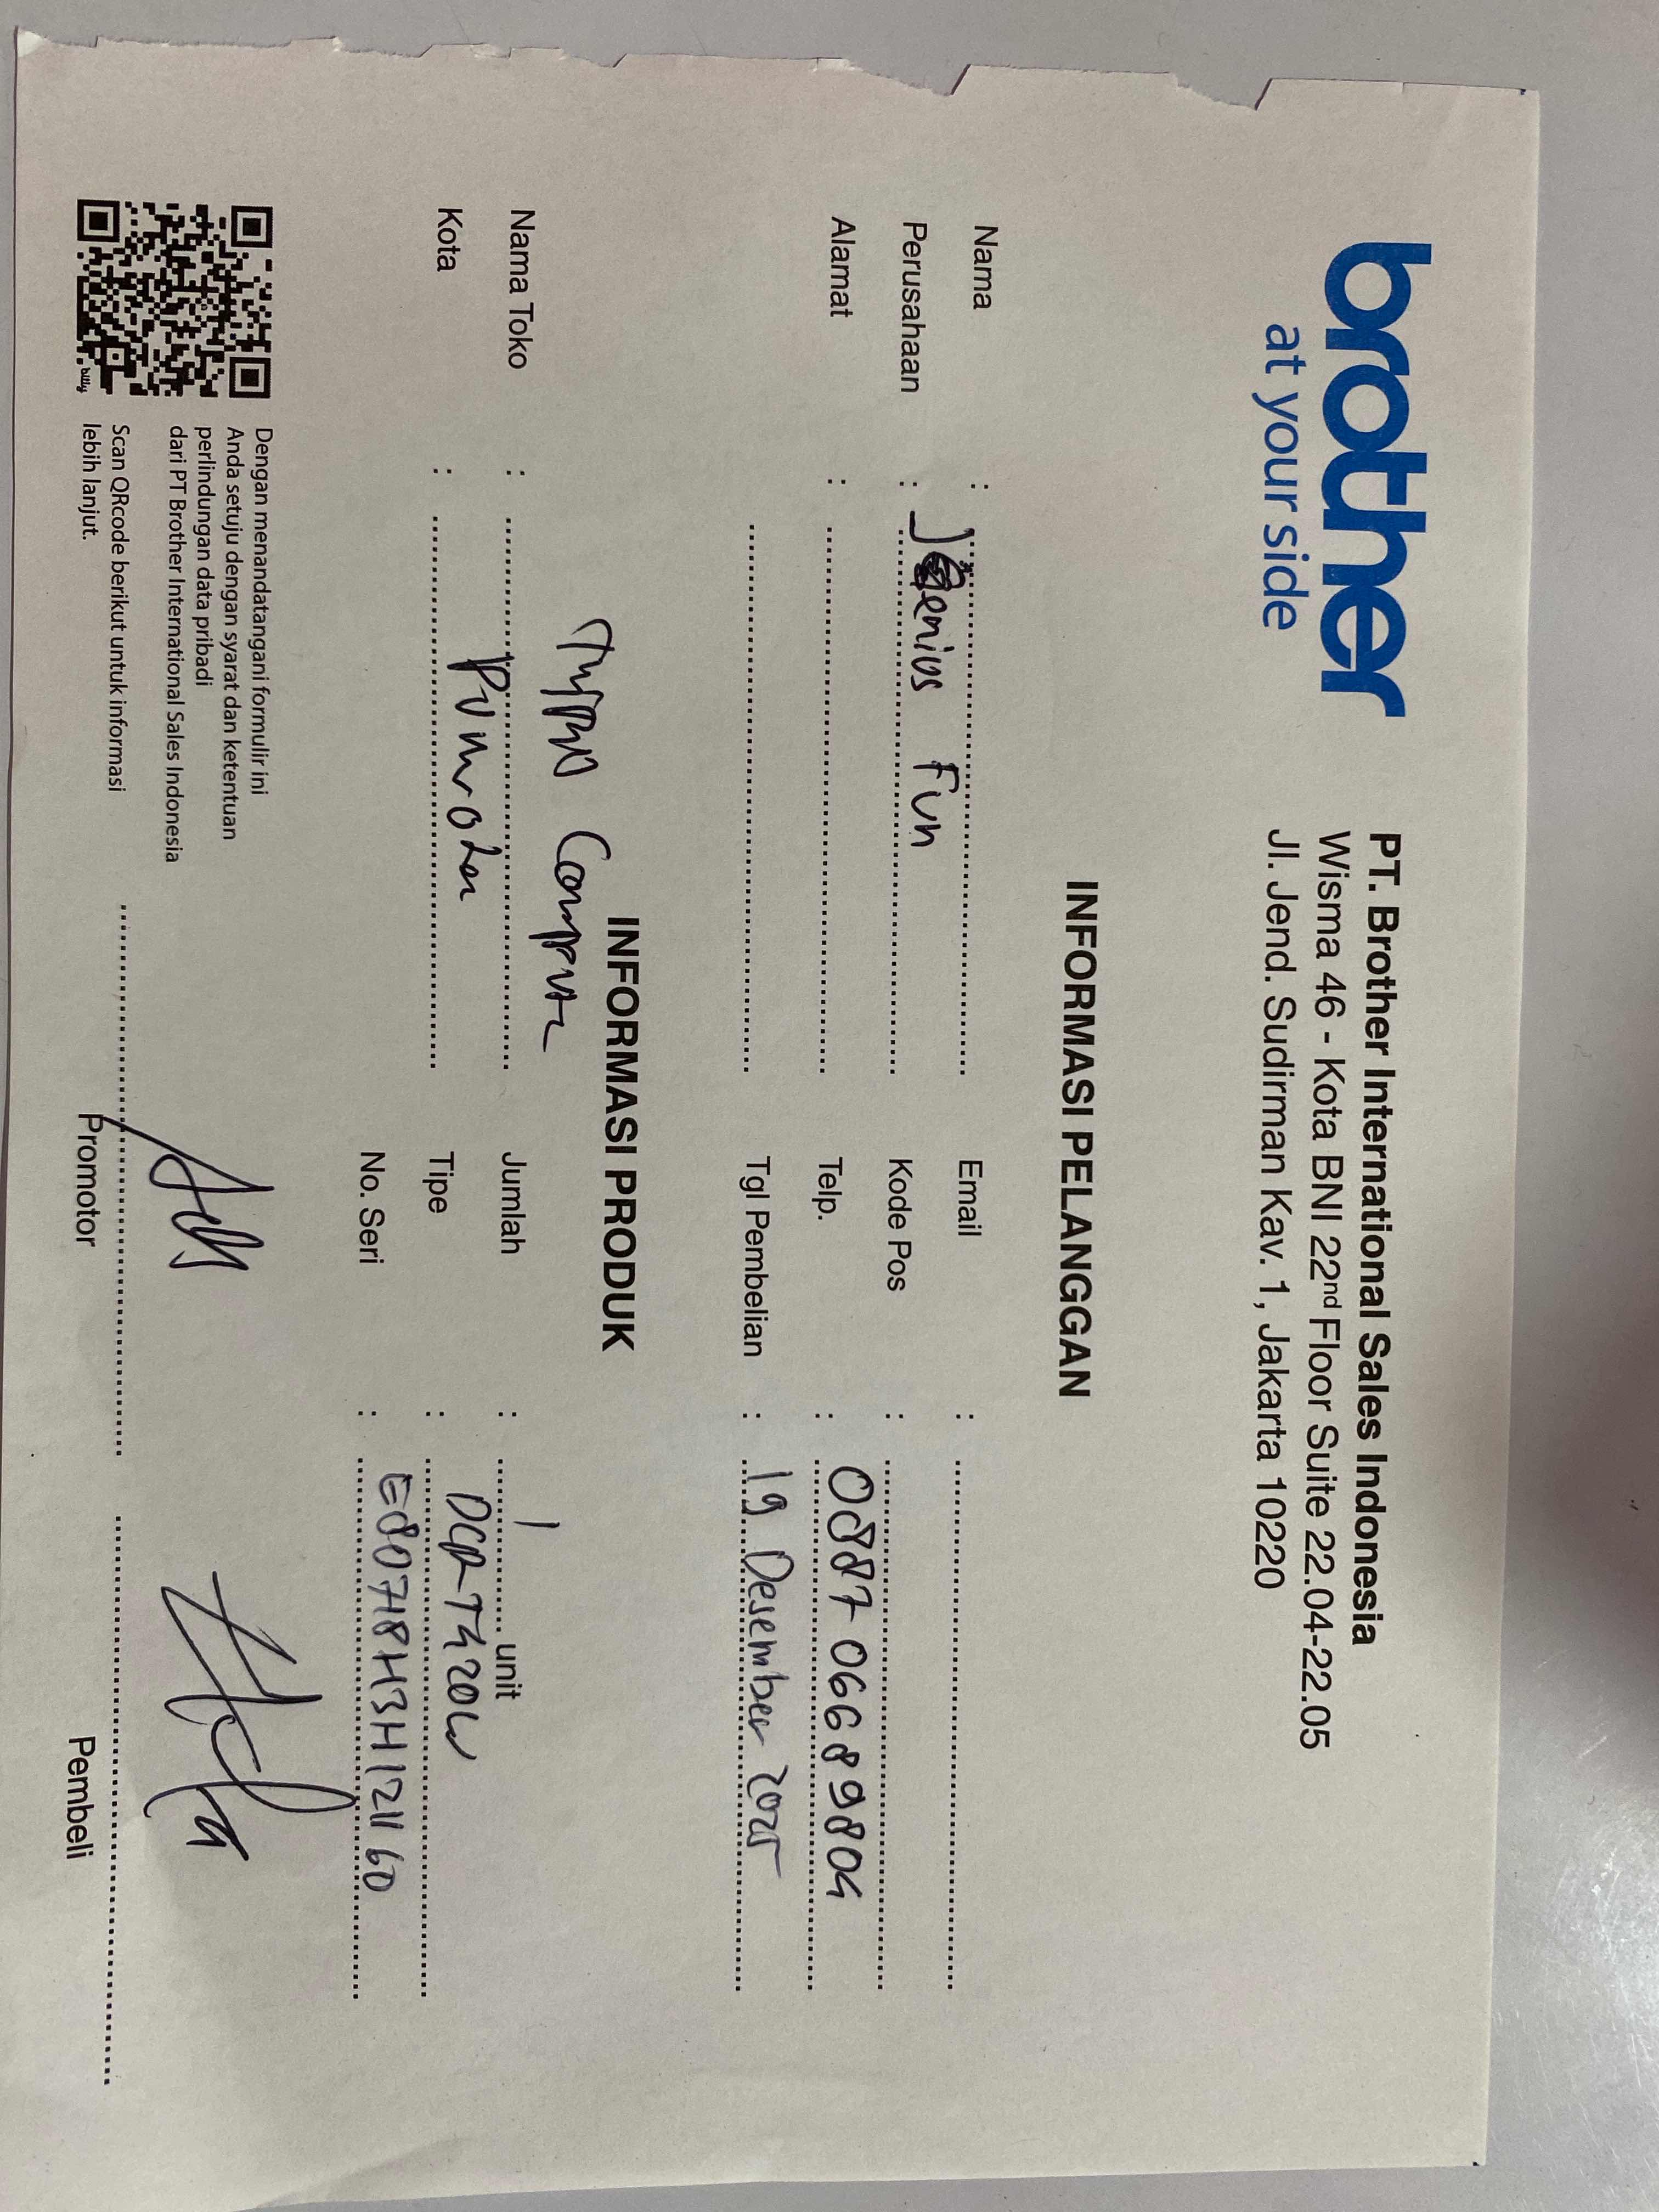 brother
at your side
PT. Brother International Sales Indonesia
Wisma 46 - Kota BNI 22nd Floor Suite 22.04-22.05
Jl. Jend. Sudirman Kav. 1, Jakarta 10220
INFORMASI PELANGGAN
Nama : Email :
Perusahaan : Jenius Fun Kode Pos :
Alamat : Telp. : 0887 066 89804
Tgl Pembelian : 19 Desember 2025
INFORMASI PRODUK
Nama Toko : Jumlah : 1 unit
Kota : Tipe : DCP-T420W
No. Seri : E80718H3H121160
Dengan menandatangani formulir ini
Anda setuju dengan syarat dan ketentuan
perlindungan data pribadi
dari PT Brother International Sales Indonesia
Scan QRcode berikut untuk informasi
lebih lanjut.
billy
Promotor Pembeli